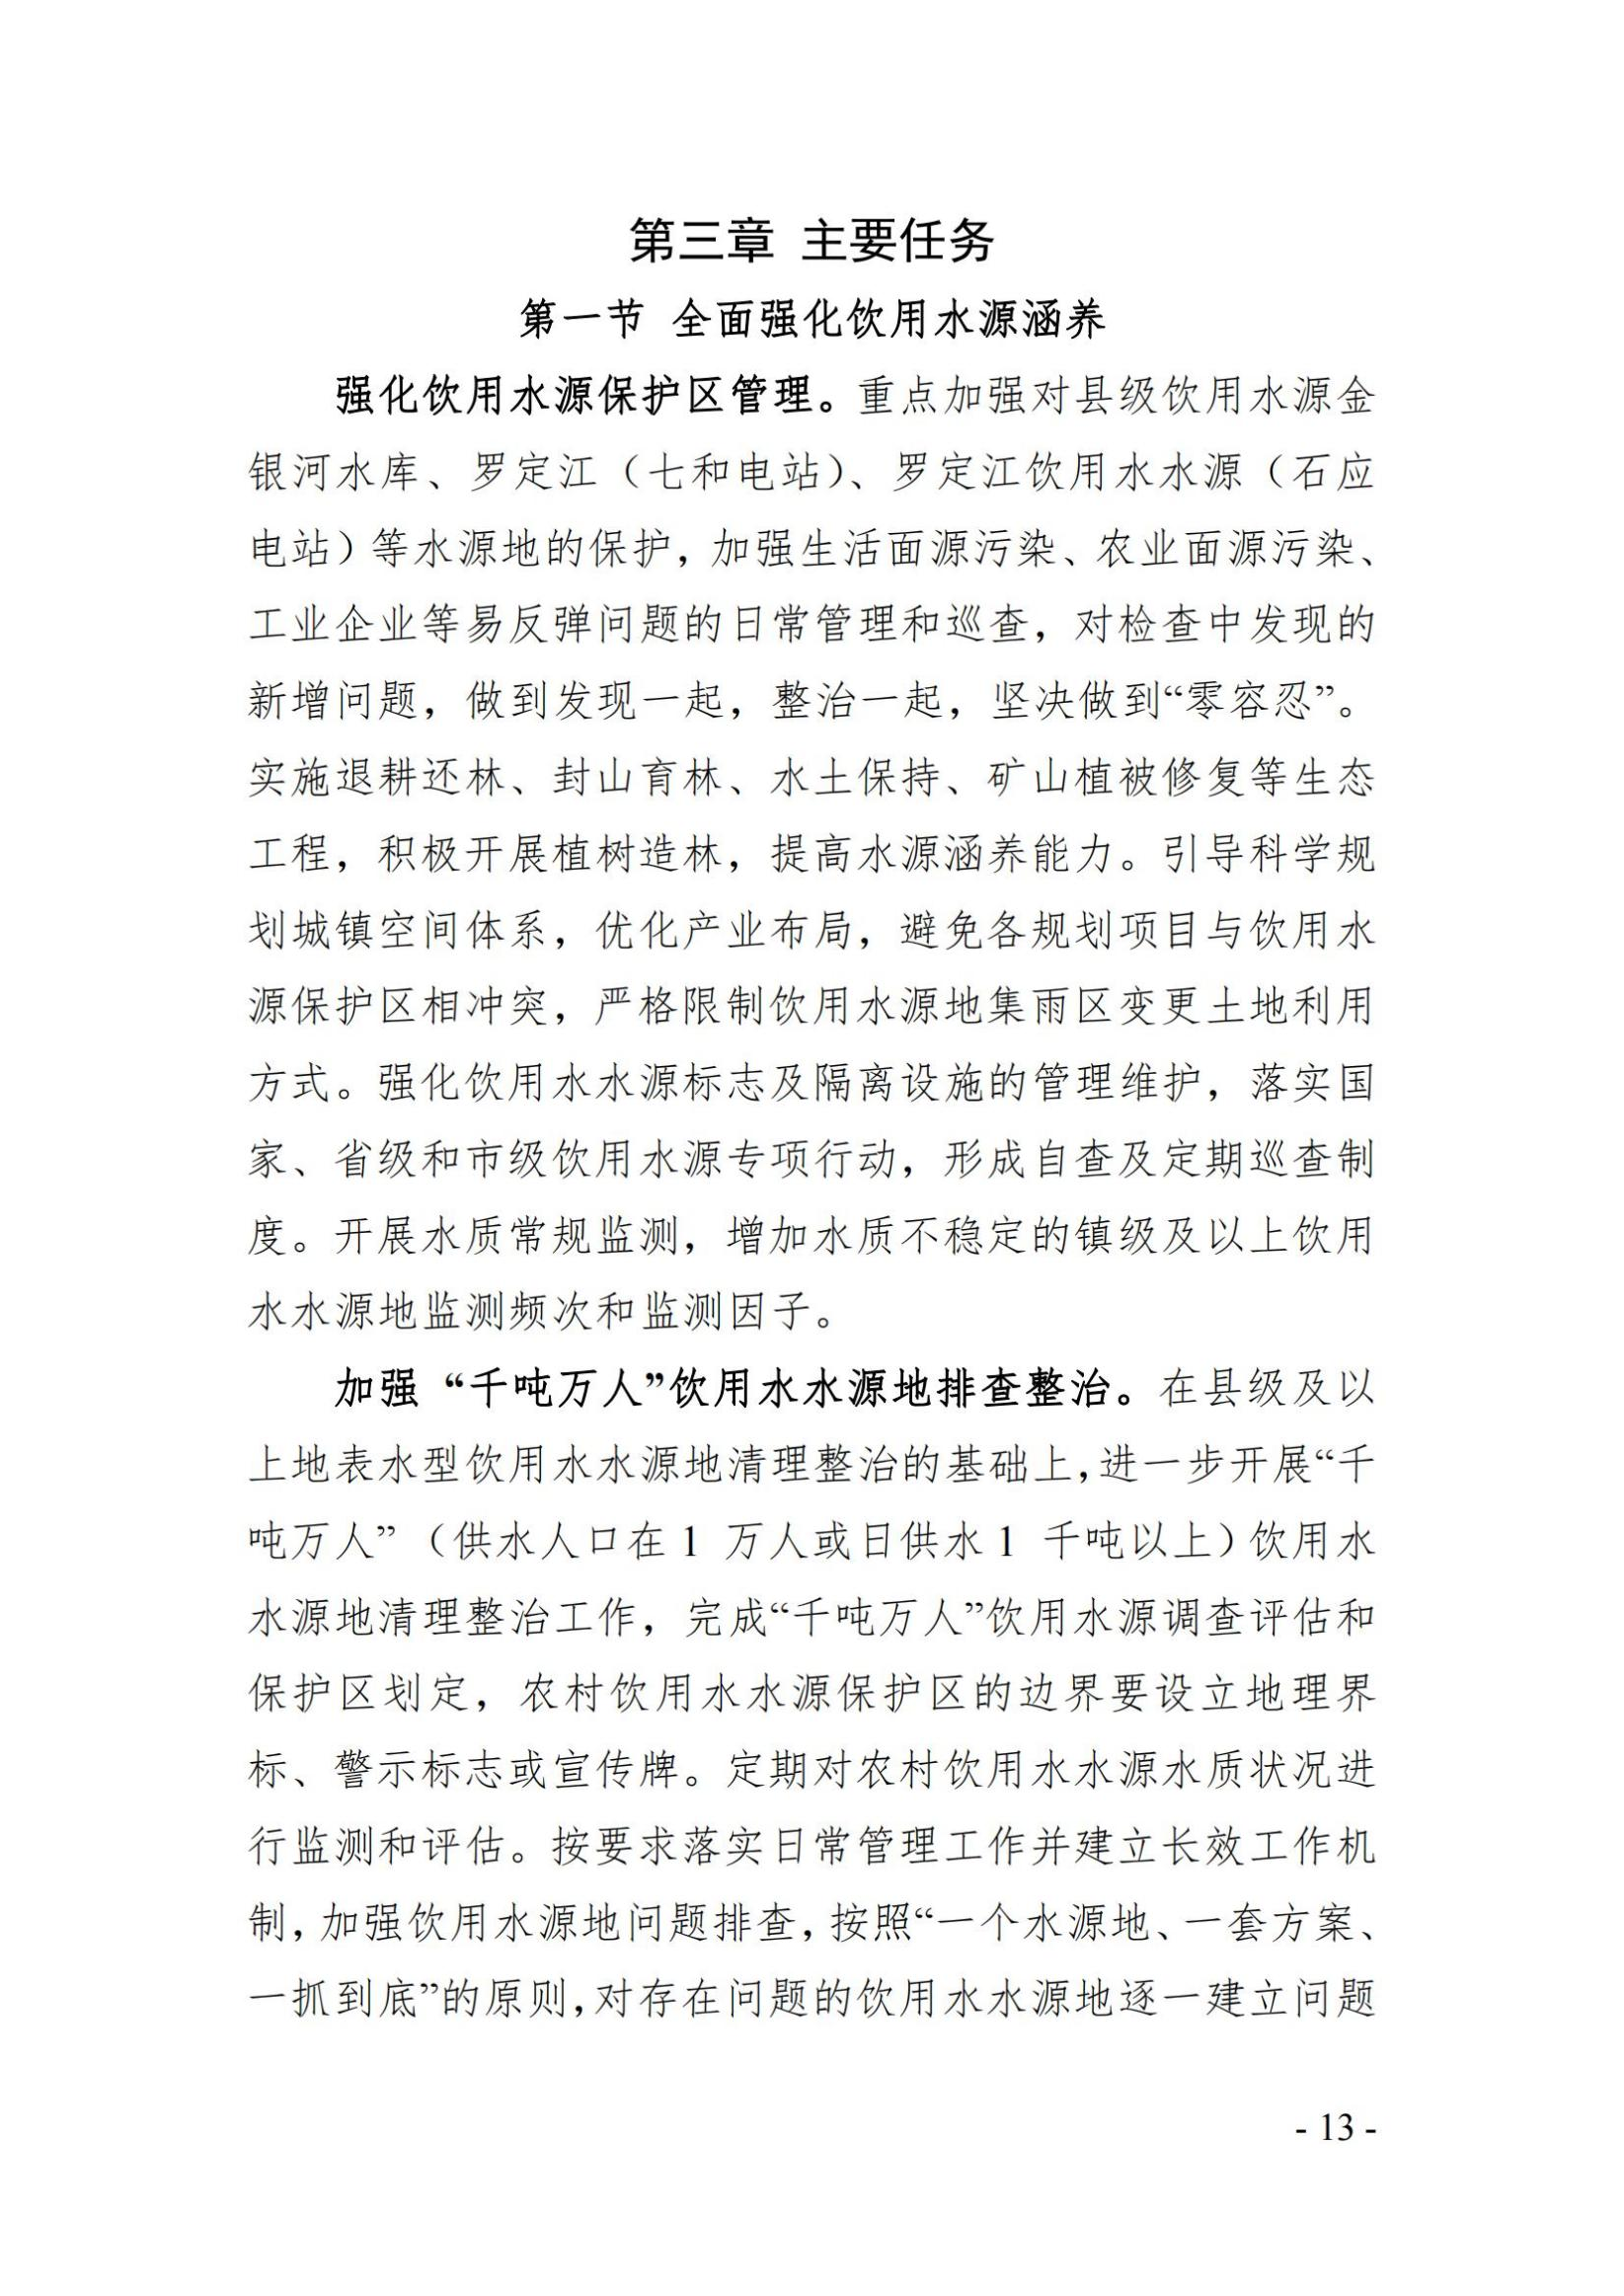 第三章 主要任务
第一节 全面强化饮用水源涵养
强化饮用水源保护区管理。重点加强对县级饮用水源金
银河水库、罗定江（七和电站）、罗定江饮用水水源（石应
电站）等水源地的保护，加强生活面源污染、农业面源污染、
工业企业等易反弹问题的日常管理和巡查，对检查中发现的
新增问题，做到发现一起，整治一起，坚决做到“零容忍”。
实施退耕还林、封山育林、水土保持、矿山植被修复等生态
工程，积极开展植树造林，提高水源涵养能力。引导科学规
划城镇空间体系，优化产业布局，避免各规划项目与饮用水
源保护区相冲突，严格限制饮用水源地集雨区变更土地利用
方式。强化饮用水水源标志及隔离设施的管理维护，落实国
家、省级和市级饮用水源专项行动，形成自查及定期巡查制
度。开展水质常规监测，增加水质不稳定的镇级及以上饮用
水水源地监测频次和监测因子。
加强 “千吨万人”饮用水水源地排查整治。在县级及以
上地表水型饮用水水源地清理整治的基础上，进一步开展“千
吨万人”（供水人口在 1 万人或日供水 1 千吨以上）饮用水
水源地清理整治工作，完成“千吨万人”饮用水源调查评估和
保护区划定，农村饮用水水源保护区的边界要设立地理界
标、警示标志或宣传牌。定期对农村饮用水水源水质状况进
行监测和评估。按要求落实日常管理工作并建立长效工作机
制，加强饮用水源地问题排查，按照“一个水源地、一套方案、
一抓到底”的原则，对存在问题的饮用水水源地逐一建立问题
- 13 -